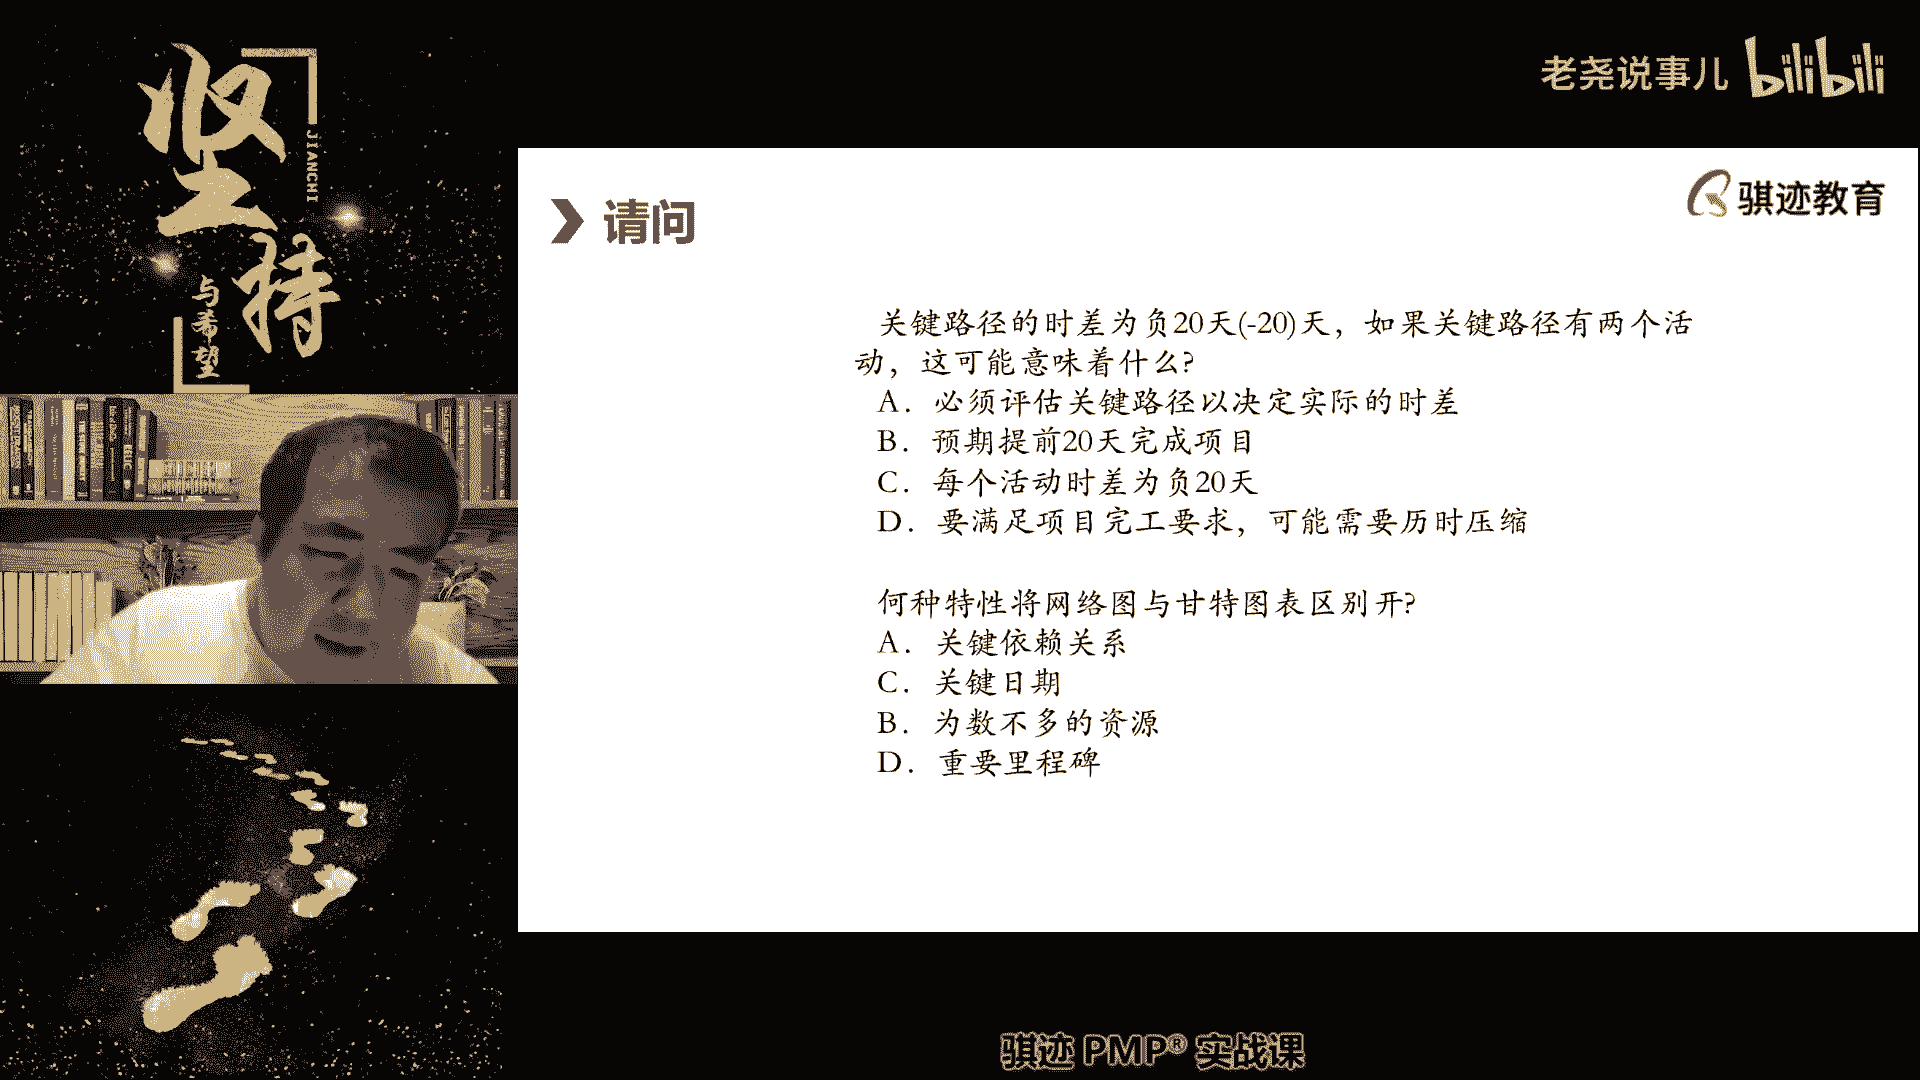 坚持
JIANCHI
与希望
老尧说事儿 bilibili
骐迹教育
请问
关键路径的时差为负20天(-20)天，如果关键路径有两个活
动，这可能意味着什么?
A. 必须评估关键路径以决定实际的时差
B. 预期提前20天完成项目
C. 每个活动时差为负20天
D. 要满足项目完工要求，可能需要历时压缩
何种特性将网络图与甘特图表区别开?
A. 关键依赖关系
C. 关键日期
B. 为数不多的资源
D. 重要里程碑
骐迹 PMP® 实战课